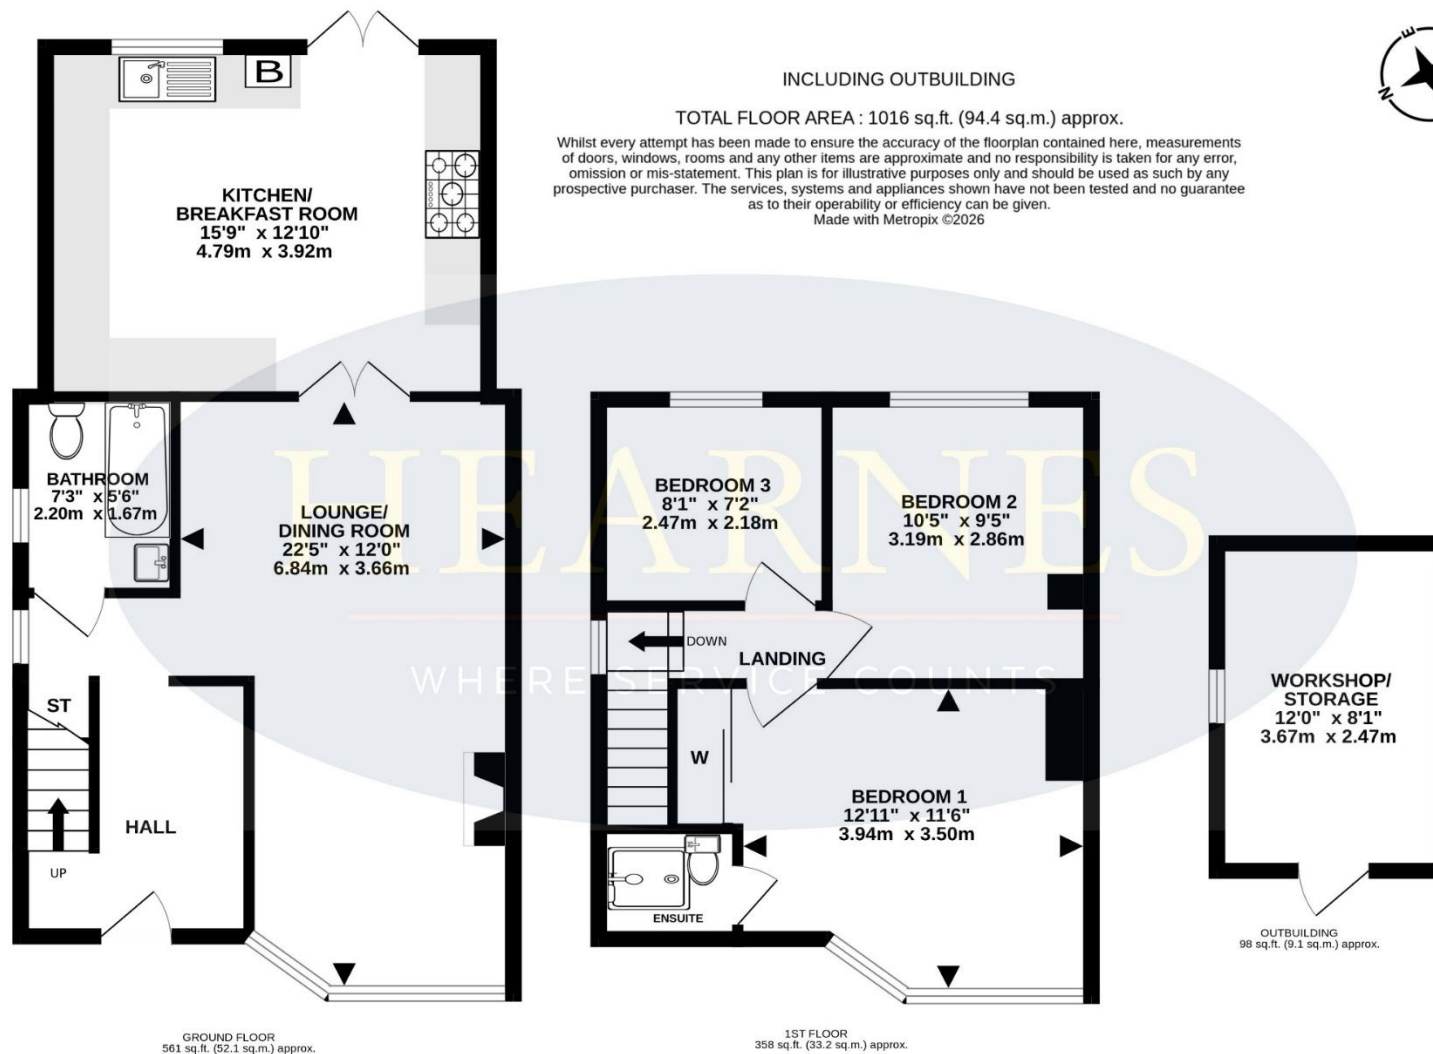 INCLUDING OUTBUILDING
TOTAL FLOOR AREA : 1016 sq.ft. (94.4 sq.m.) approx.
Whilst every attempt has been made to ensure the accuracy of the floorplan contained here, measurements
of doors, windows, rooms and any other items are approximate and no responsibility is taken for any error,
omission or mis-statement. This plan is for illustrative purposes only and should be used as such by any
prospective purchaser. The services, systems and appliances shown have not been tested and no guarantee
as to their operability or efficiency can be given.
Made with Metropix ©2026
E
N
B
KITCHEN/
BREAKFAST ROOM
15'9" x 12'10"
4.79m x 3.92m
BATHROOM
7'3" x 5'6"
2.20m x 1.67m
LOUNGE/
DINING ROOM
22'5" x 12'0"
6.84m x 3.66m
ST
HALL
UP
GROUND FLOOR
561 sq.ft. (52.1 sq.m.) approx.
HEARNES
WHERE SERVICE COUNTS
BEDROOM 3
8'1" x 7'2"
2.47m x 2.18m
BEDROOM 2
10'5" x 9'5"
3.19m x 2.86m
DOWN
LANDING
W
BEDROOM 1
12'11" x 11'6"
3.94m x 3.50m
ENSUITE
1ST FLOOR
358 sq.ft. (33.2 sq.m.) approx.
WORKSHOP/
STORAGE
12'0" x 8'1"
3.67m x 2.47m
OUTBUILDING
98 sq.ft. (9.1 sq.m.) approx.